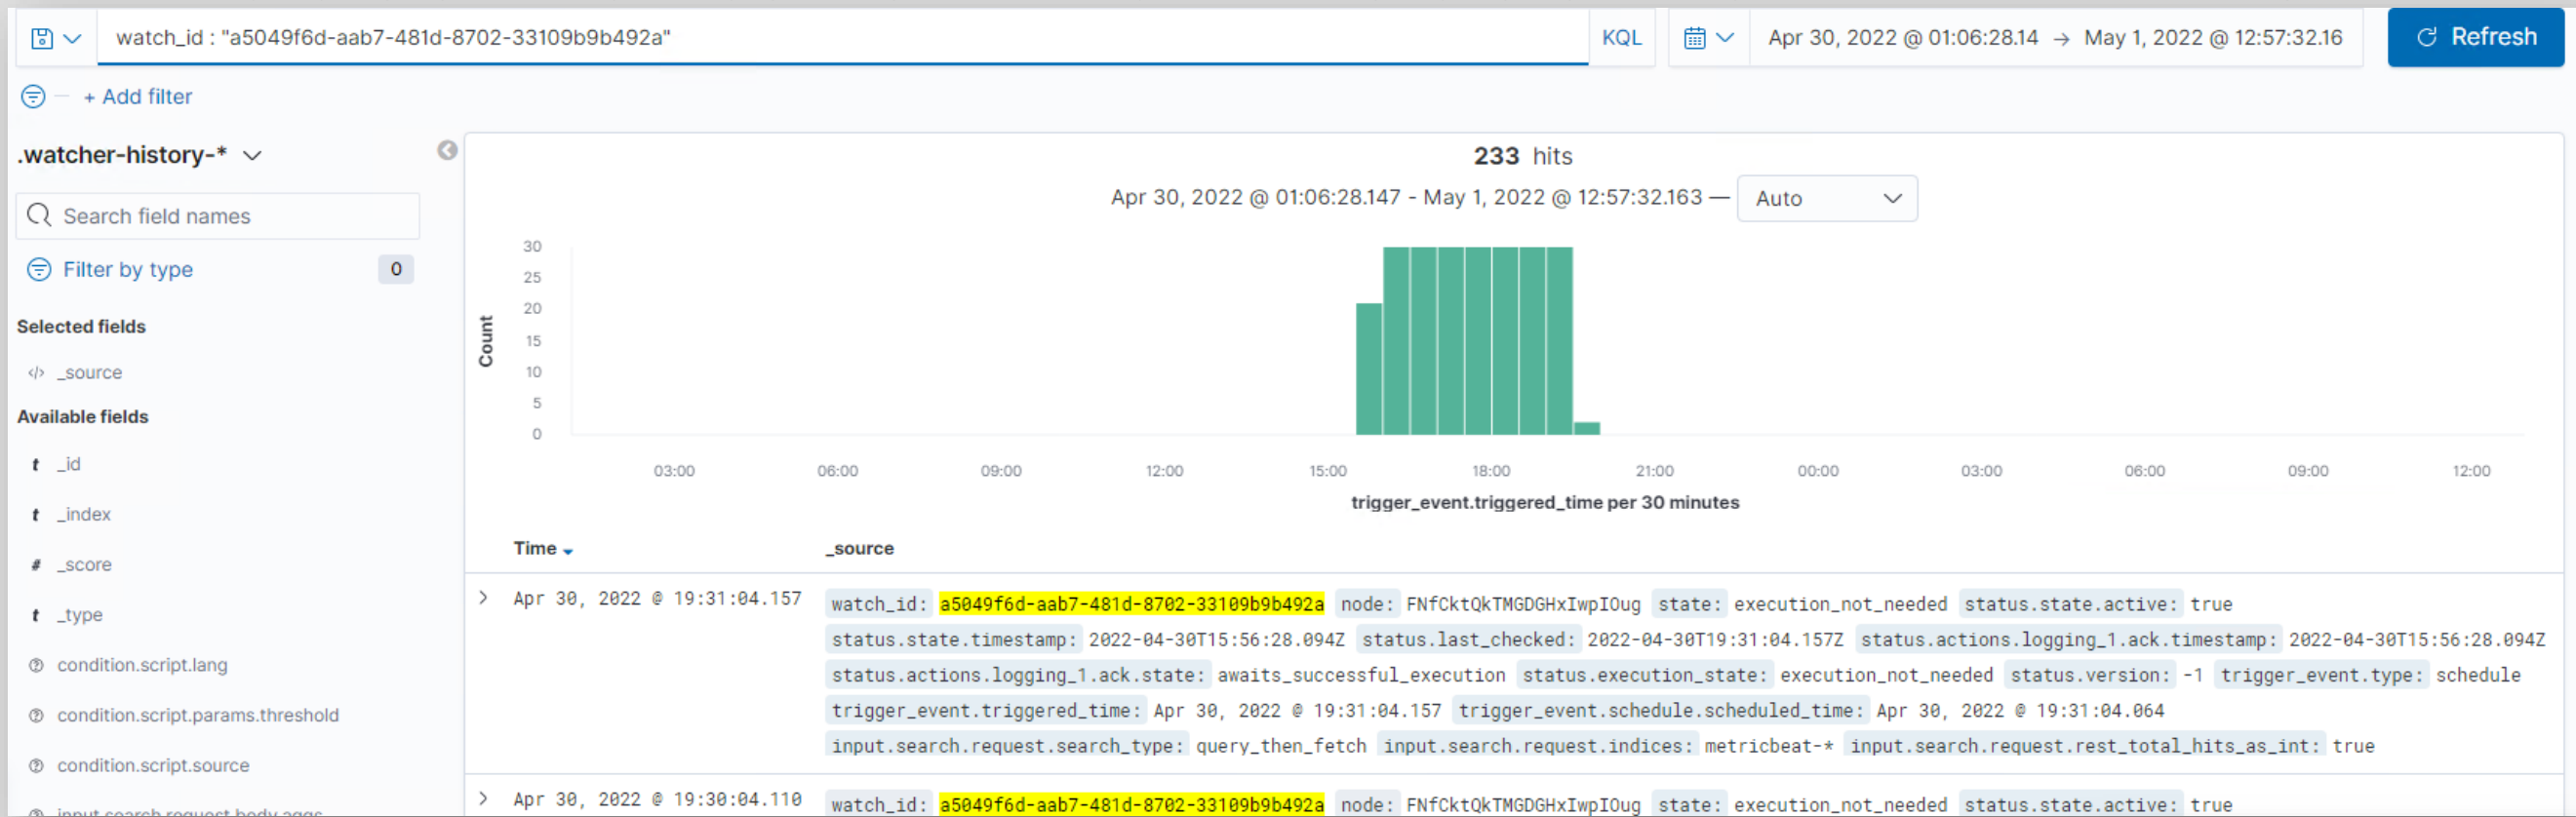 watch_id : "a5049f6d-aab7-481d-8702-33109b9b492a" KQL Apr 30, 2022 @ 01:06:28.14 → May 1, 2022 @ 12:57:32.16 Refresh
+ Add filter
.watcher-history-*
Search field names
Filter by type 0
Selected fields
_source
Available fields
t _id
t _index
# _score
t _type
condition.script.lang
condition.script.params.threshold
condition.script.source
input.search.request.body.aggs
233 hits
Apr 30, 2022 @ 01:06:28.147 - May 1, 2022 @ 12:57:32.163 — Auto
30
25
20
15
10
5
0
Count
03:00 06:00 09:00 12:00 15:00 18:00 21:00 00:00 03:00 06:00 09:00 12:00
trigger_event.triggered_time per 30 minutes
Time _source
Apr 30, 2022 @ 19:31:04.157 watch_id: a5049f6d-aab7-481d-8702-33109b9b492a node: FNfCktQkTMGDGHxIwpIOug state: execution_not_needed status.state.active: true
status.state.timestamp: 2022-04-30T15:56:28.094Z status.last_checked: 2022-04-30T19:31:04.157Z status.actions.logging_1.ack.timestamp: 2022-04-30T15:56:28.094Z
status.actions.logging_1.ack.state: awaits_successful_execution status.execution_state: execution_not_needed status.version: -1 trigger_event.type: schedule
trigger_event.triggered_time: Apr 30, 2022 @ 19:31:04.157 trigger_event.schedule.scheduled_time: Apr 30, 2022 @ 19:31:04.064
input.search.request.search_type: query_then_fetch input.search.request.indices: metricbeat-* input.search.request.rest_total_hits_as_int: true
Apr 30, 2022 @ 19:30:04.110 watch_id: a5049f6d-aab7-481d-8702-33109b9b492a node: FNfCktQkTMGDGHxIwpIOug state: execution_not_needed status.state.active: true